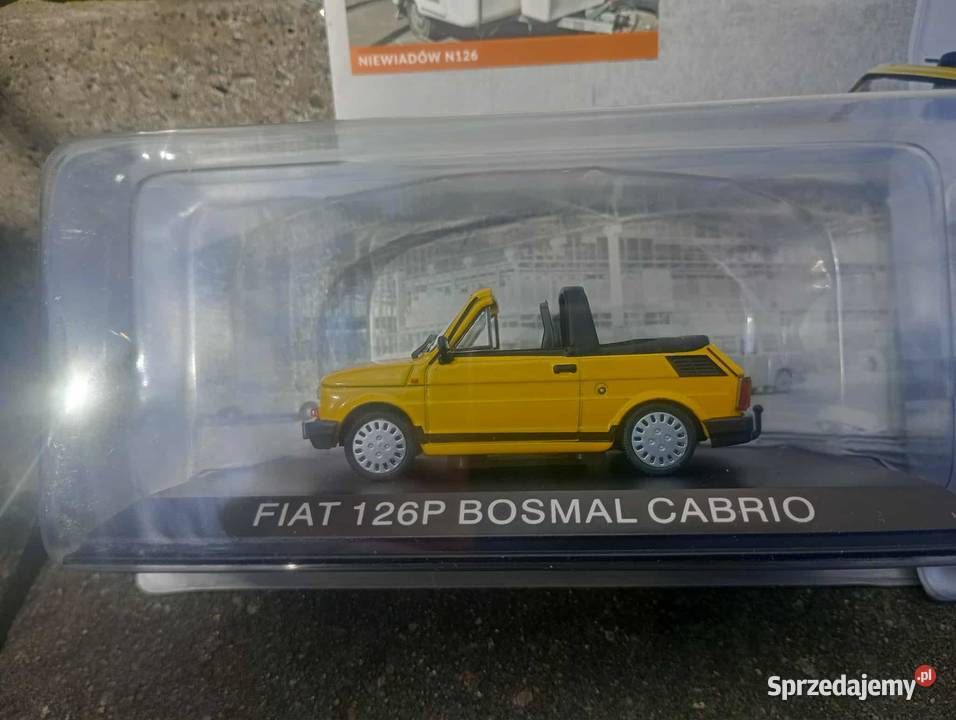 NIEWIADÓW N126
FIAT 126P BOSMAL CABRIO
Sprzedajemy.pl